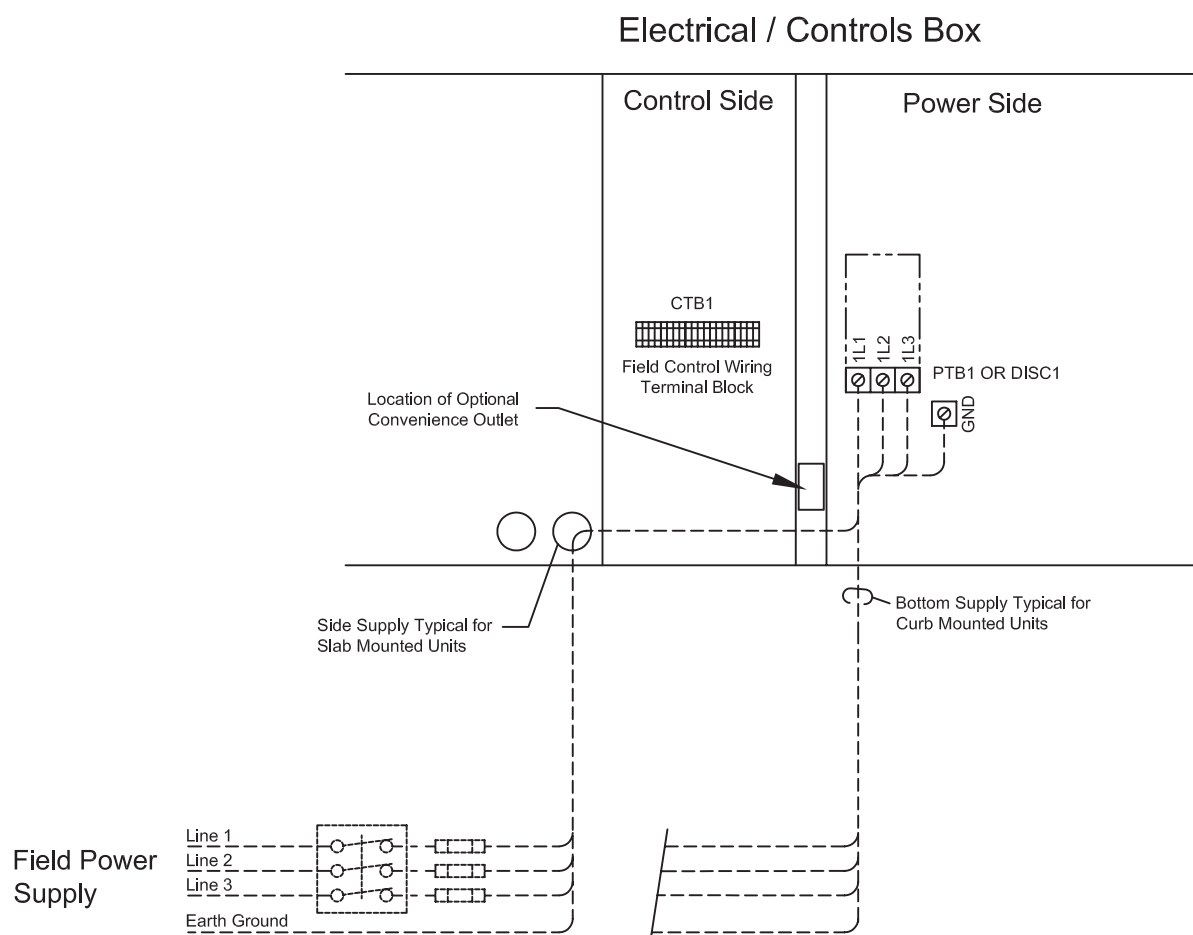 Electrical / Controls Box
Control Side
Power Side
CTB1
Field Control Wiring
Terminal Block
1L1
1L2
1L3
PTB1 OR DISC1
GND
Location of Optional
Convenience Outlet
Side Supply Typical for
Slab Mounted Units
Bottom Supply Typical for
Curb Mounted Units
Field Power
Supply
Line 1
Line 2
Line 3
Earth Ground